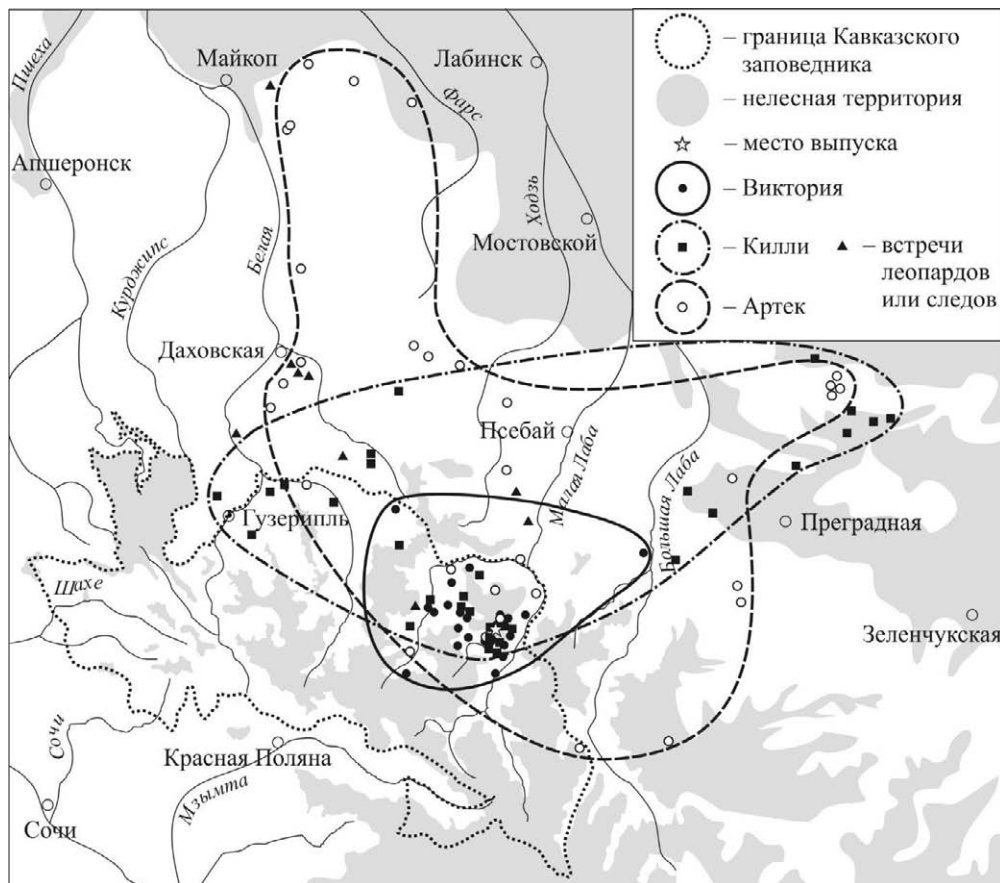 Пшеха
Майкоп
Лабинск
Фарс
Апшеронск
Курджипс
Белая
Ходзь
Мостовской
Даховская
Псебай
Малая Лаба
Большая Лаба
Гузерипль
Преградная
Шахе
Зеленчукская
Сочи
Красная Поляна
Мзымта
Сочи
– граница Кавказского
заповедника
– нелесная территория
– место выпуска
– Виктория
– Килли
– встречи
леопардов
или следов
– Артек